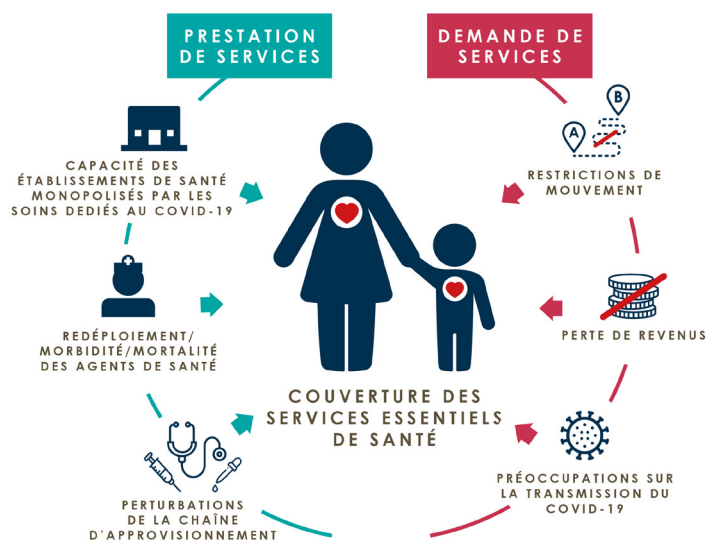 PRESTATION
DE SERVICES
DEMANDE DE
SERVICES
CAPACITÉ DES
ÉTABLISSEMENTS DE SANTÉ
MONOPOLISÉS PAR LES
SOINS DEDIÉS AU COVID-19
REDÉPLOIEMENT/
MORBIDITÉ/MORTALITÉ
DES AGENTS DE SANTÉ
PERTURBATIONS
DE LA CHAÎNE
D'APPROVISIONNEMENT
COUVERTURE DES
SERVICES ESSENTIELS
DE SANTÉ
A
B
RESTRICTIONS DE
MOUVEMENT
PERTE DE REVENUS
PRÉOCCUPATIONS SUR
LA TRANSMISSION DU
COVID-19